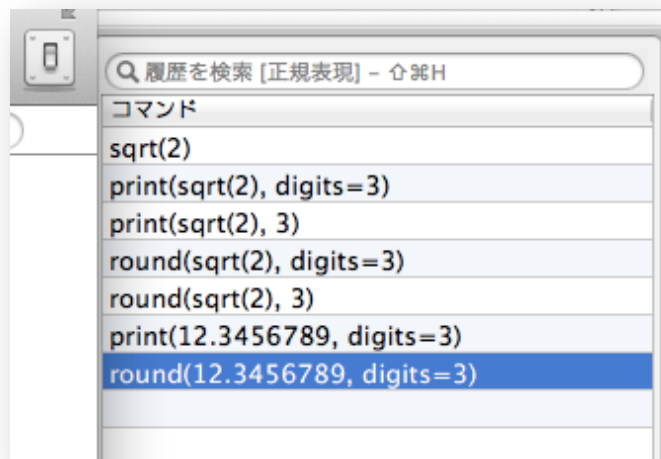 履歴を検索 [正規表現] – ⇧⌘H
コマンド
sqrt(2)
print(sqrt(2), digits=3)
print(sqrt(2), 3)
round(sqrt(2), digits=3)
round(sqrt(2), 3)
print(12.3456789, digits=3)
round(12.3456789, digits=3)